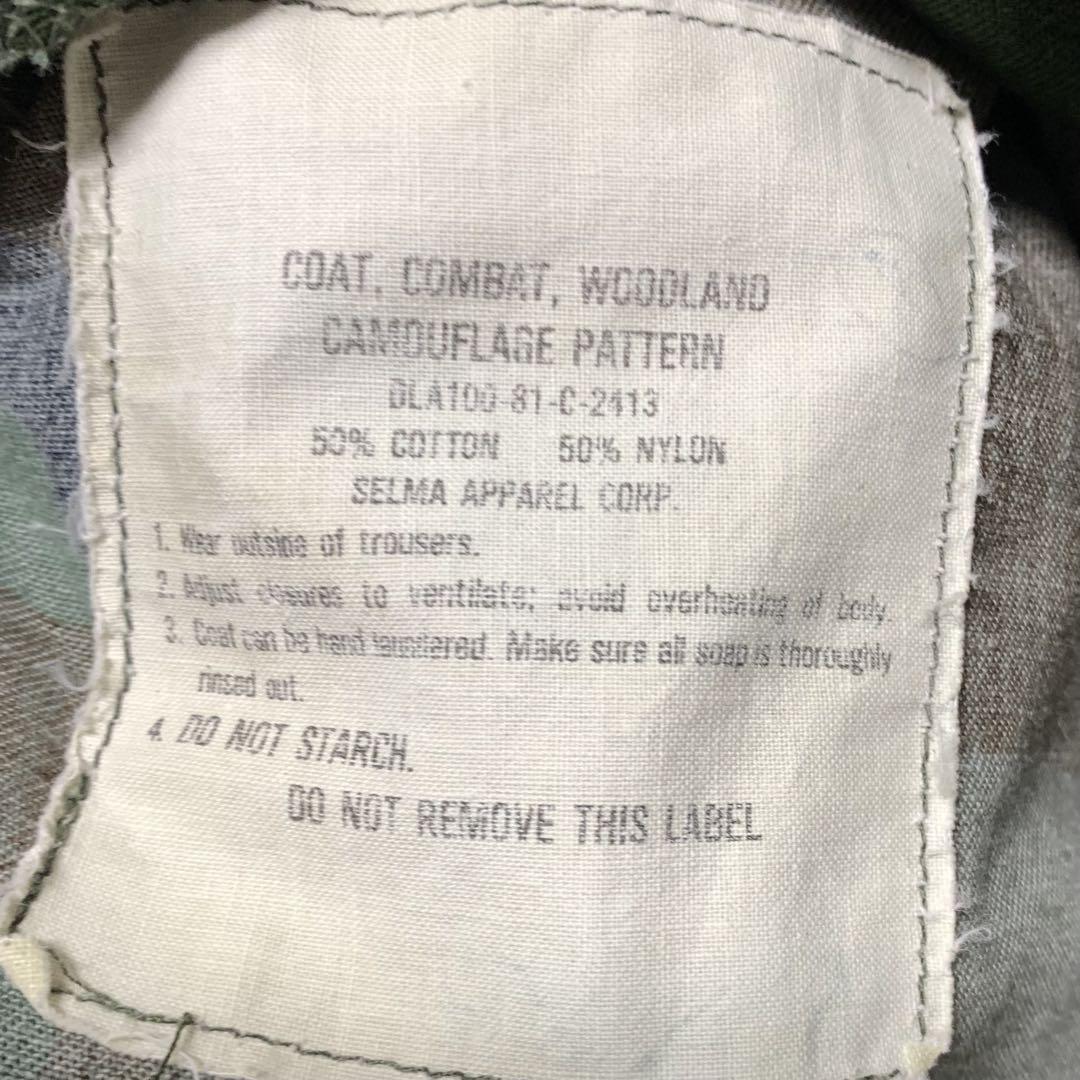 COAT, COMBAT, WOODLAND
CAMOUFLAGE PATTERN
DLA100-81-C-2413
50% COTTON 50% NYLON
SELMA APPAREL CORP.
1. Wear outside of trousers.
2. Adjust closures to ventilate; avoid overheating of body.
3. Coat can be hand laundered. Make sure all soap is thoroughly
rinsed out.
4. DO NOT STARCH.
DO NOT REMOVE THIS LABEL